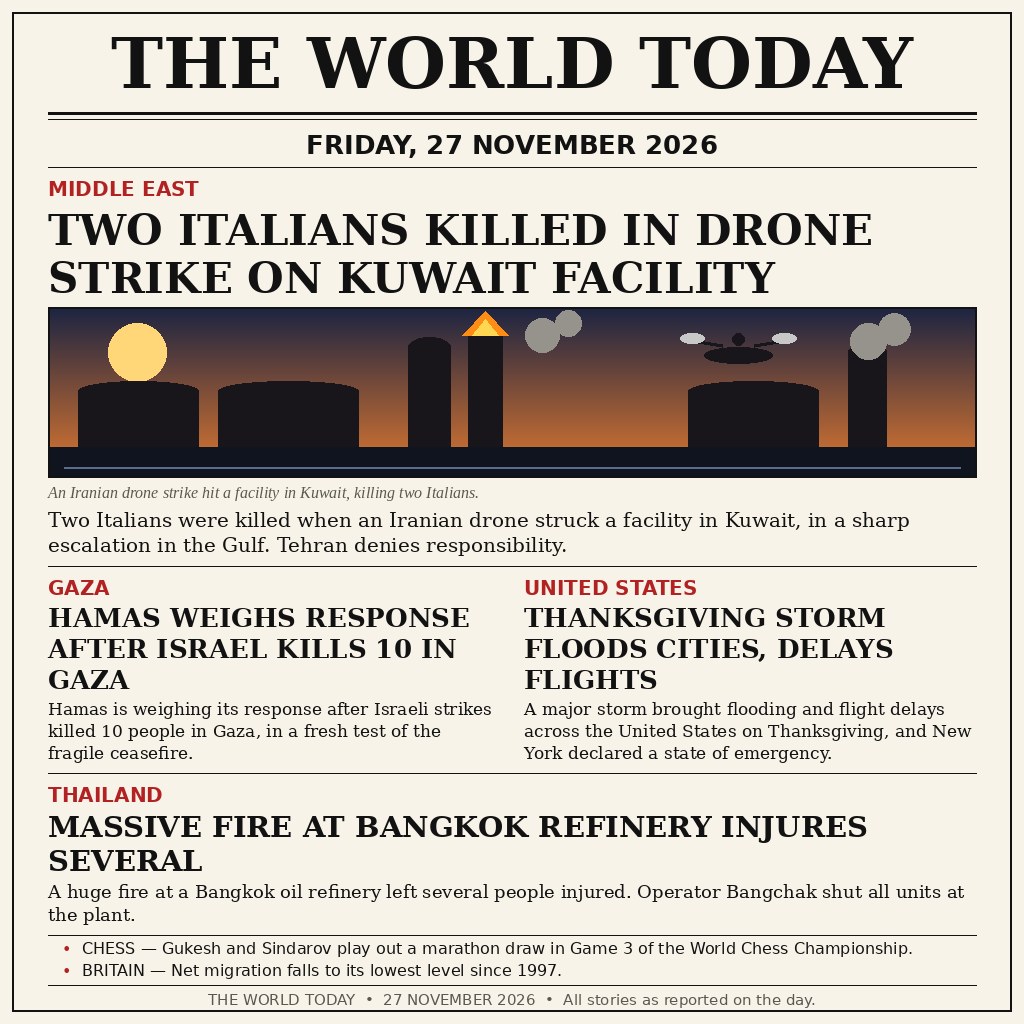 THE WORLD TODAY
FRIDAY, 27 NOVEMBER 2026
MIDDLE EAST
TWO ITALIANS KILLED IN DRONE
STRIKE ON KUWAIT FACILITY
An Iranian drone strike hit a facility in Kuwait, killing two Italians.
Two Italians were killed when an Iranian drone struck a facility in Kuwait, in a sharp
escalation in the Gulf. Tehran denies responsibility.
GAZA
HAMAS WEIGHS RESPONSE
AFTER ISRAEL KILLS 10 IN
GAZA
Hamas is weighing its response after Israeli strikes
killed 10 people in Gaza, in a fresh test of the
fragile ceasefire.
UNITED STATES
THANKSGIVING STORM
FLOODS CITIES, DELAYS
FLIGHTS
A major storm brought flooding and flight delays
across the United States on Thanksgiving, and New
York declared a state of emergency.
THAILAND
MASSIVE FIRE AT BANGKOK REFINERY INJURES
SEVERAL
A huge fire at a Bangkok oil refinery left several people injured. Operator Bangchak shut all units at
the plant.
• CHESS — Gukesh and Sindarov play out a marathon draw in Game 3 of the World Chess Championship.
• BRITAIN — Net migration falls to its lowest level since 1997.
THE WORLD TODAY • 27 NOVEMBER 2026 • All stories as reported on the day.